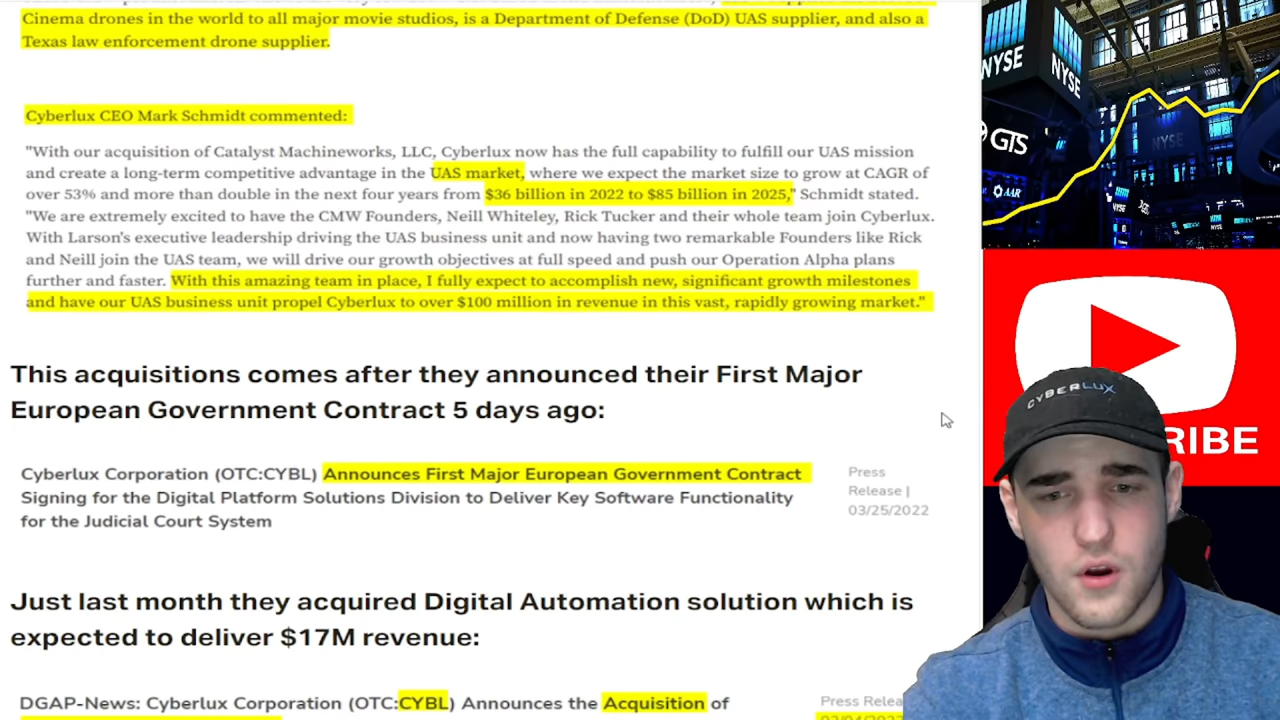 Cinema drones in the world to all major movie studios, is a Department of Defense (DoD) UAS supplier, and also a
Texas law enforcement drone supplier.
Cyberlux CEO Mark Schmidt commented:
"With our acquisition of Catalyst Machineworks, LLC, Cyberlux now has the full capability to fulfill our UAS mission
and create a long-term competitive advantage in the UAS market, where we expect the market size to grow at CAGR of
over 53% and more than double in the next four years from $36 billion in 2022 to $85 billion in 2025," Schmidt stated.
"We are extremely excited to have the CMW Founders, Neill Whiteley, Rick Tucker and their whole team join Cyberlux.
With Larson's executive leadership driving the UAS business unit and now having two remarkable Founders like Rick
and Neill join the UAS team, we will drive our growth objectives at full speed and push our Operation Alpha plans
further and faster. With this amazing team in place, I fully expect to accomplish new, significant growth milestones
and have our UAS business unit propel Cyberlux to over $100 million in revenue in this vast, rapidly growing market."
This acquisitions comes after they announced their First Major
European Government Contract 5 days ago:
Cyberlux Corporation (OTC:CYBL) Announces First Major European Government Contract
Signing for the Digital Platform Solutions Division to Deliver Key Software Functionality
for the Judicial Court System
Press
Release |
03/25/2022
Just last month they acquired Digital Automation solution which is
expected to deliver $17M revenue:
DGAP-News: Cyberlux Corporation (OTC:CYBL) Announces the Acquisition of
Press Relea
NYSE
NYSE
GTS
AAR
NYSE
CYBERLUX
RIBE